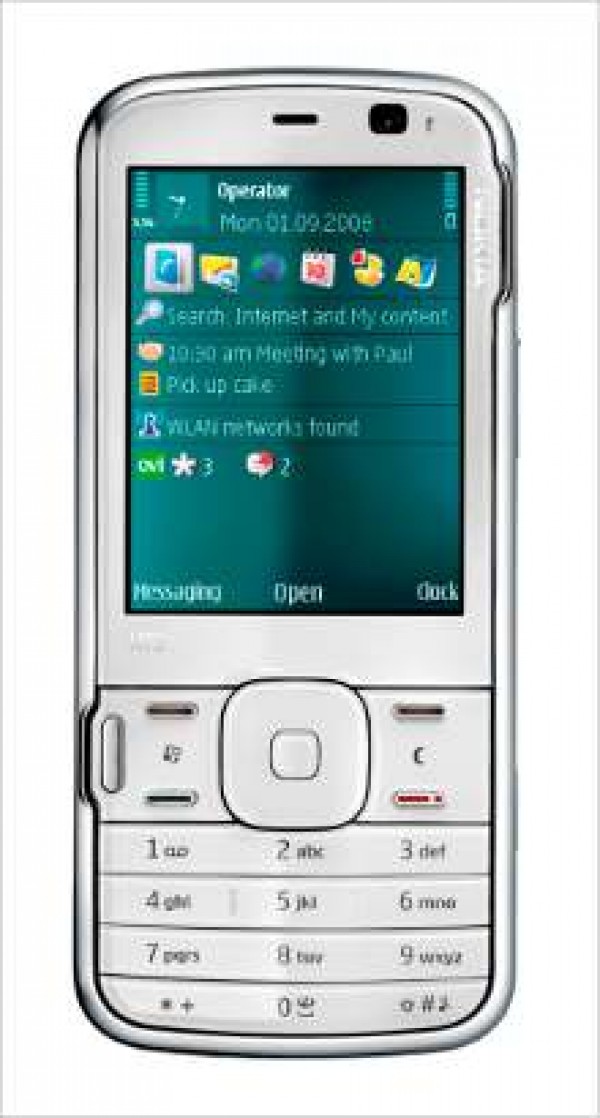 Operator
Mon 01.09.2008
Search: Internet and My content
10:30 am Meeting with Paul
Pick up cake
WLAN networks found
ovi 3 2
Messaging Open Clock
C
1 2 abc 3 def
4 ghi 5 jkl 6 mno
7 pqrs 8 tuv 9 wxyz
* + 0 #